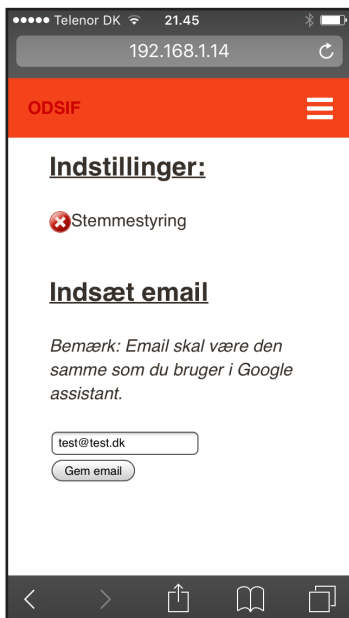 Telenor DK 21.45
192.168.1.14
ODSIF
Indstillinger:
Stemmestyring
Indsæt email
Bemærk: Email skal være den
samme som du bruger i Google
assistant.
test@test.dk
Gem email